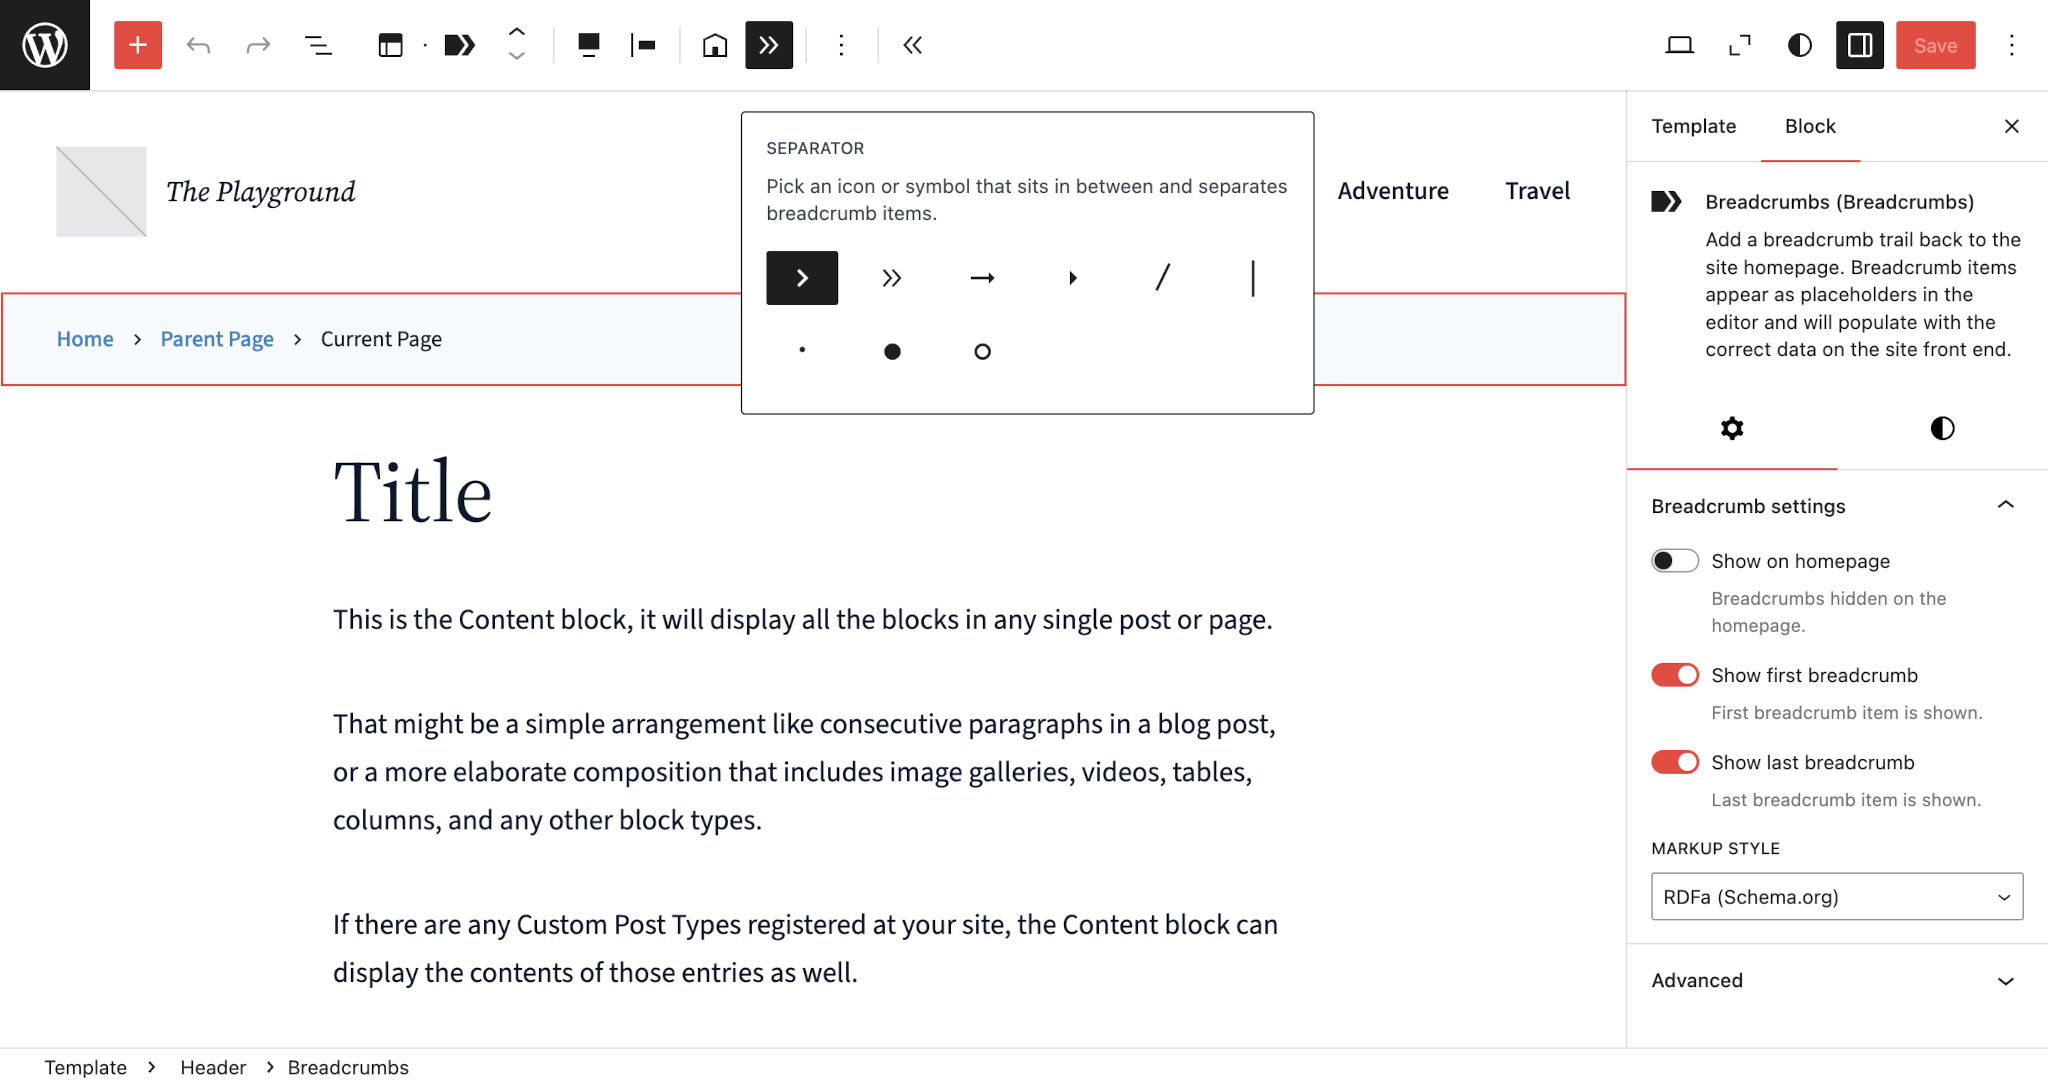 Save
The Playground
Adventure
Travel
SEPARATOR
Pick an icon or symbol that sits in between and separates
breadcrumb items.
Home
Parent Page
Current Page
Title
This is the Content block, it will display all the blocks in any single post or page.
That might be a simple arrangement like consecutive paragraphs in a blog post,
or a more elaborate composition that includes image galleries, videos, tables,
columns, and any other block types.
If there are any Custom Post Types registered at your site, the Content block can
display the contents of those entries as well.
Template
Block
Breadcrumbs (Breadcrumbs)
Add a breadcrumb trail back to the
site homepage. Breadcrumb items
appear as placeholders in the
editor and will populate with the
correct data on the site front end.
Breadcrumb settings
Show on homepage
Breadcrumbs hidden on the
homepage.
Show first breadcrumb
First breadcrumb item is shown.
Show last breadcrumb
Last breadcrumb item is shown.
MARKUP STYLE
RDFa (Schema.org)
Advanced
Template
Header
Breadcrumbs